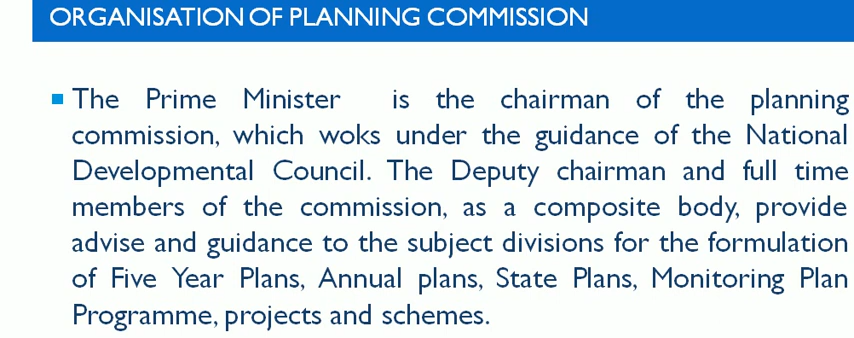 ORGANISATION OF PLANNING COMMISSION
The Prime Minister is the chairman of the planning
commission, which woks under the guidance of the National
Developmental Council. The Deputy chairman and full time
members of the commission, as a composite body, provide
advise and guidance to the subject divisions for the formulation
of Five Year Plans, Annual plans, State Plans, Monitoring Plan
Programme, projects and schemes.